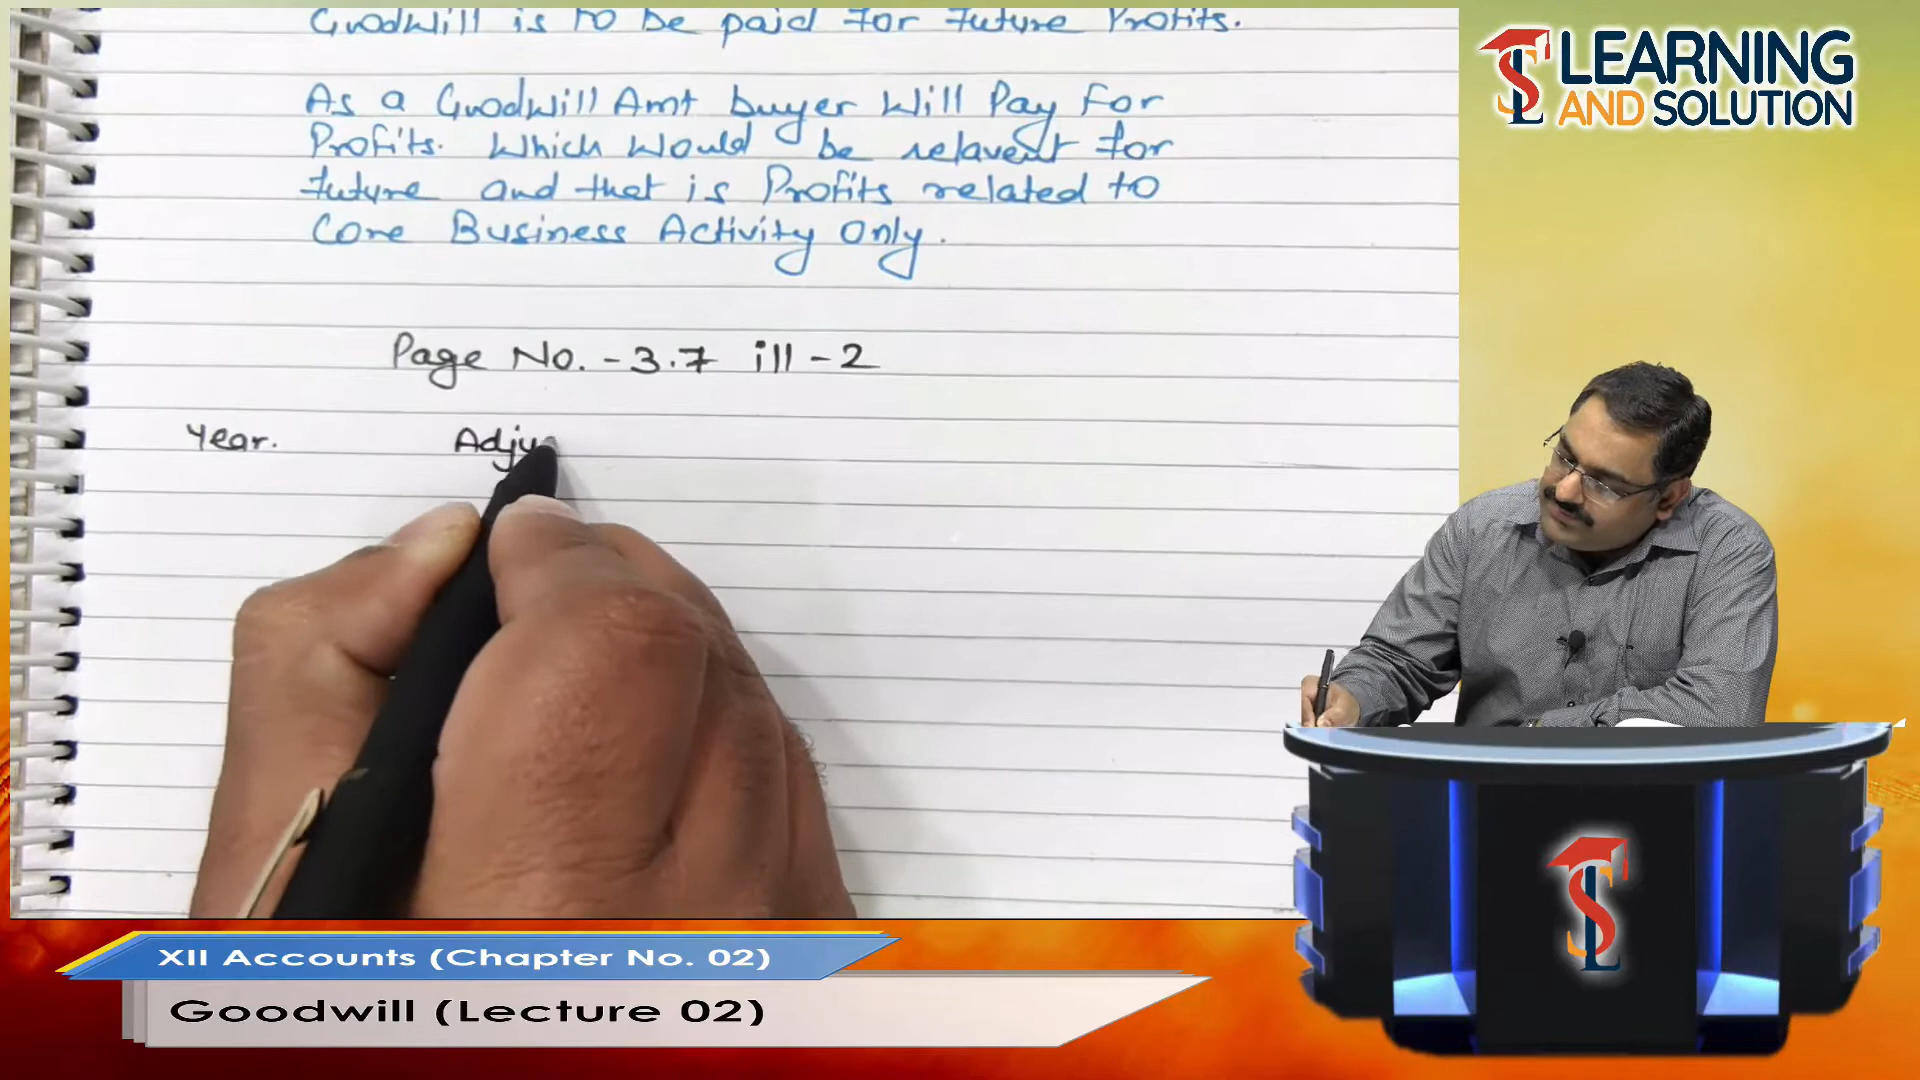 Goodwill is to be paid for future Profits.
As a Goodwill Amt buyer will Pay For
Profits. Which would be relavent for
future and that is Profits related to
Core Business Activity Only.
Page No. - 3.7 ill - 2
Year. Adju
LEARNING
AND SOLUTION
XII Accounts (Chapter No. 02)
Goodwill (Lecture 02)